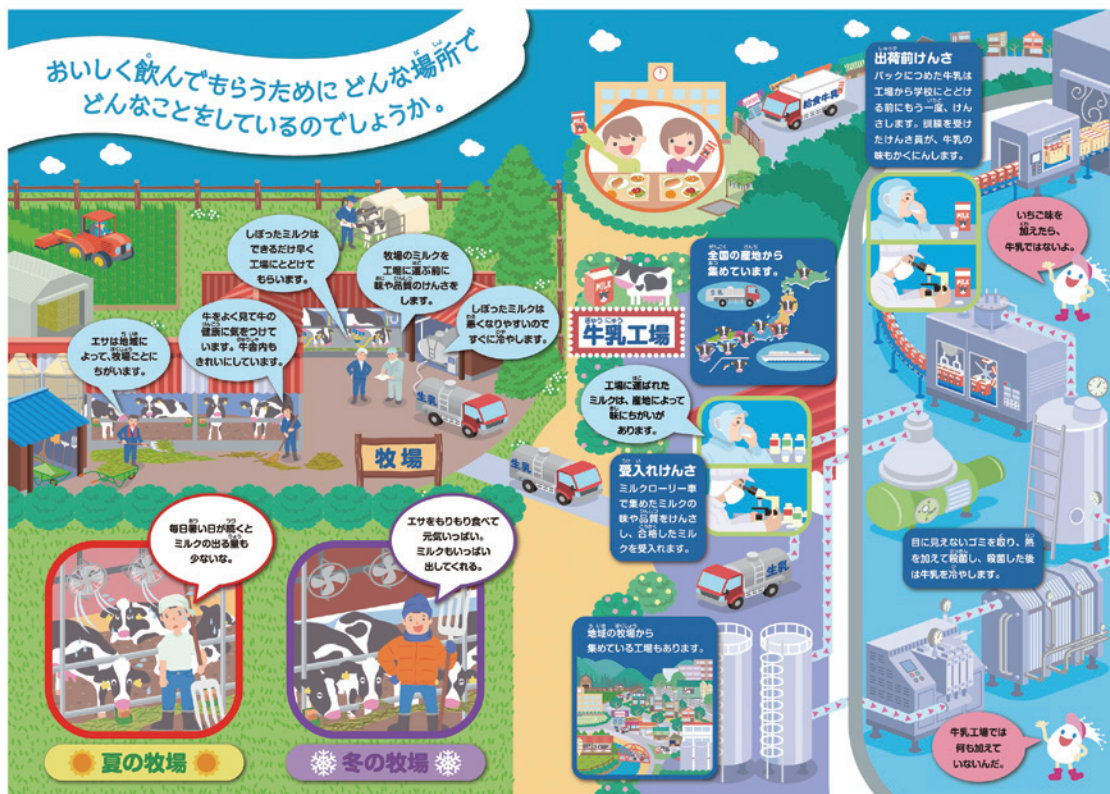 おいしく飲んでもらうために どんな場所で
どんなことをしているのでしょうか。
しぼったミルクは
できるだけ早く
工場にとどけて
もらいます。
牧場のミルクを
工場に運ぶ前に
味や品質のけんさを
します。
しぼったミルクは
悪くなりやすいので
すぐに冷やします。
エサは地域に
よって、牧場ごとに
ちがいます。
牛をよく見て牛の
健康に気をつけて
います。牛舎内も
きれいにしています。
生乳
牧場
毎日暑い日が続くと
ミルクの出る量も
少ないな。
夏の牧場
エサをもりもり食べて
元気いっぱい。
ミルクもいっぱい
出してくれる。
冬の牧場
給食牛乳
MILK
MILK
全国の産地から
集めています。
MILK
牛乳工場
工場に運ばれた
ミルクは、産地によって
味にちがいが
あります。
生乳
受入れけんさ
ミルクローリー車
で集めたミルクの
味や品質をけんさ
し、合格したミル
クを受入れます。
生乳
地域の牧場から
集めている工場もあります。
出荷前けんさ
パックにつめた牛乳は
工場から学校にとどけ
る前にもう一度、けん
さします。訓練を受け
たけんさ員が、牛乳の
味もかくにんします。
MILK
いちご味を
加えたら、
牛乳ではないよ。
目に見えないゴミを取り、熱
を加えて殺菌し、殺菌した後
は牛乳を冷やします。
牛乳工場では
何も加えて
いないんだ。